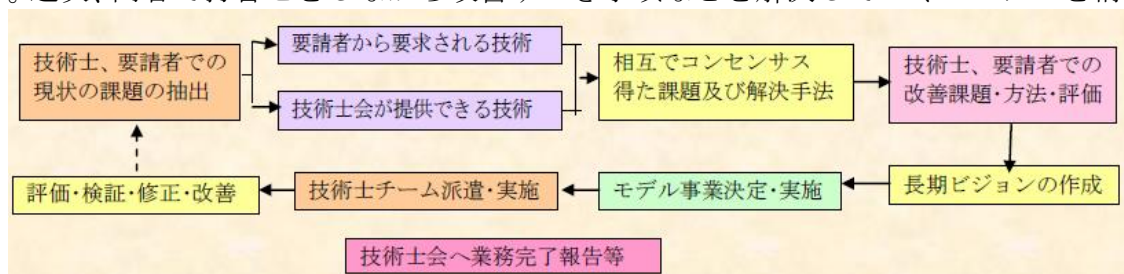 要請者から要求される技術
技術士、要請者での
現状の課題の抽出
技術士会が提供できる技術
相互でコンセンサス
得た課題及び解決手法
技術士、要請者での
改善課題・方法・評価
長期ビジョンの作成
モデル事業決定・実施
技術士チーム派遣・実施
評価・検証・修正・改善
技術士会へ業務完了報告等